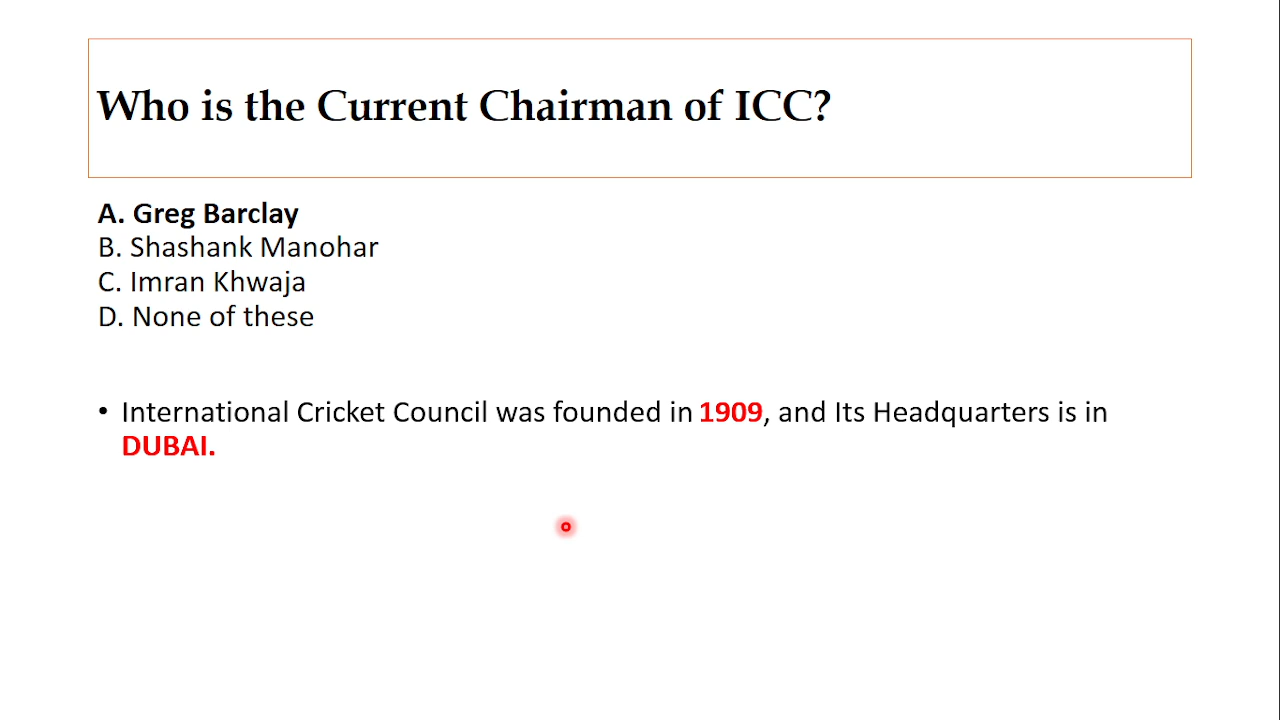 Who is the Current Chairman of ICC?
A. Greg Barclay
B. Shashank Manohar
C. Imran Khwaja
D. None of these
• International Cricket Council was founded in 1909, and Its Headquarters is in
DUBAI.